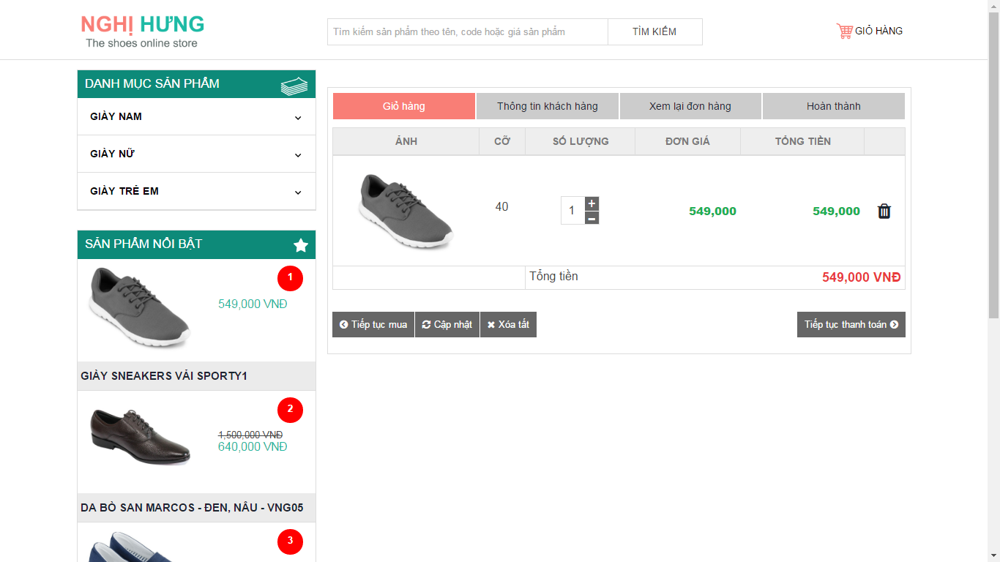 NGHỊ HƯNG
The shoes online store
Tìm kiếm sản phẩm theo tên, code hoặc giá sản phẩm
TÌM KIẾM
GIỎ HÀNG
DANH MỤC SẢN PHẨM
GIÀY NAM
GIÀY NỮ
GIÀY TRẺ EM
SẢN PHẨM NỔI BẬT
1
549,000 VNĐ
GIÀY SNEAKERS VẢI SPORTY1
2
1,500,000 VNĐ
640,000 VNĐ
DA BÒ SAN MARCOS - ĐEN, NÂU - VNG05
3
Giỏ hàng Thông tin khách hàng Xem lại đơn hàng Hoàn thành
ẢNH CỠ SỐ LƯỢNG ĐƠN GIÁ TỔNG TIỀN
40 1 549,000 549,000
Tổng tiền 549,000 VNĐ
Tiếp tục mua Cập nhật Xóa tất Tiếp tục thanh toán